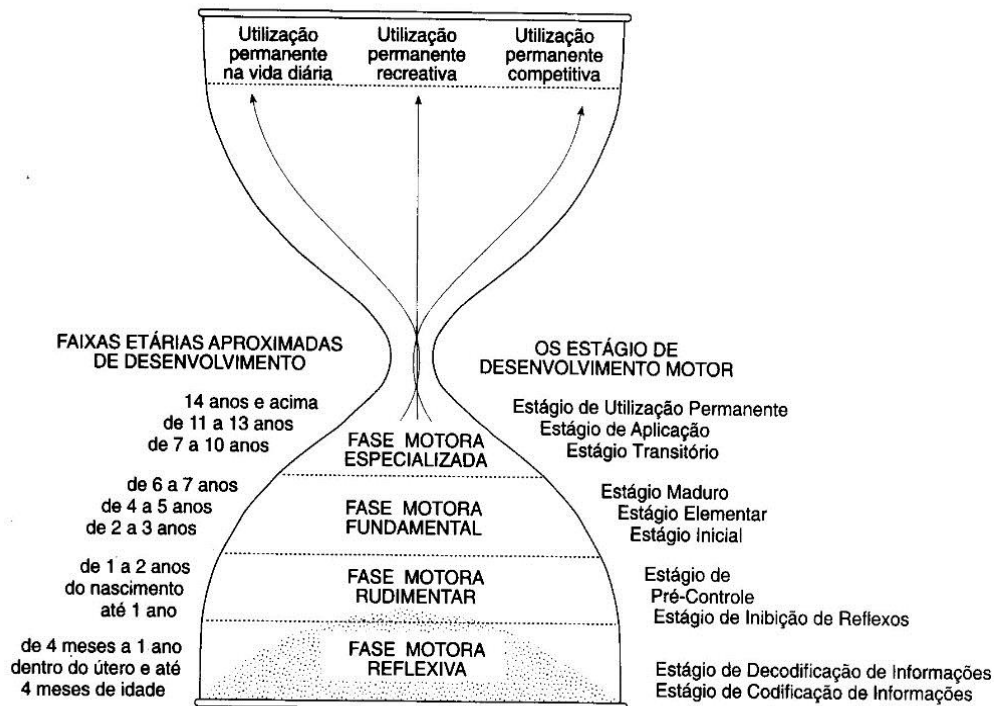 Utilização permanente na vida diária
Utilização permanente recreativa
Utilização permanente competitiva
FAIXAS ETÁRIAS APROXIMADAS
DE DESENVOLVIMENTO
OS ESTÁGIO DE
DESENVOLVIMENTO MOTOR
14 anos e acima
de 11 a 13 anos
de 7 a 10 anos
FASE MOTORA
ESPECIALIZADA
Estágio de Utilização Permanente
Estágio de Aplicação
Estágio Transitório
de 6 a 7 anos
de 4 a 5 anos
de 2 a 3 anos
FASE MOTORA
FUNDAMENTAL
Estágio Maduro
Estágio Elementar
Estágio Inicial
de 1 a 2 anos
do nascimento
até 1 ano
FASE MOTORA
RUDIMENTAR
Estágio de
Pré-Controle
Estágio de Inibição de Reflexos
de 4 meses a 1 ano
dentro do útero e até
4 meses de idade
FASE MOTORA
REFLEXIVA
Estágio de Decodificação de Informações
Estágio de Codificação de Informações